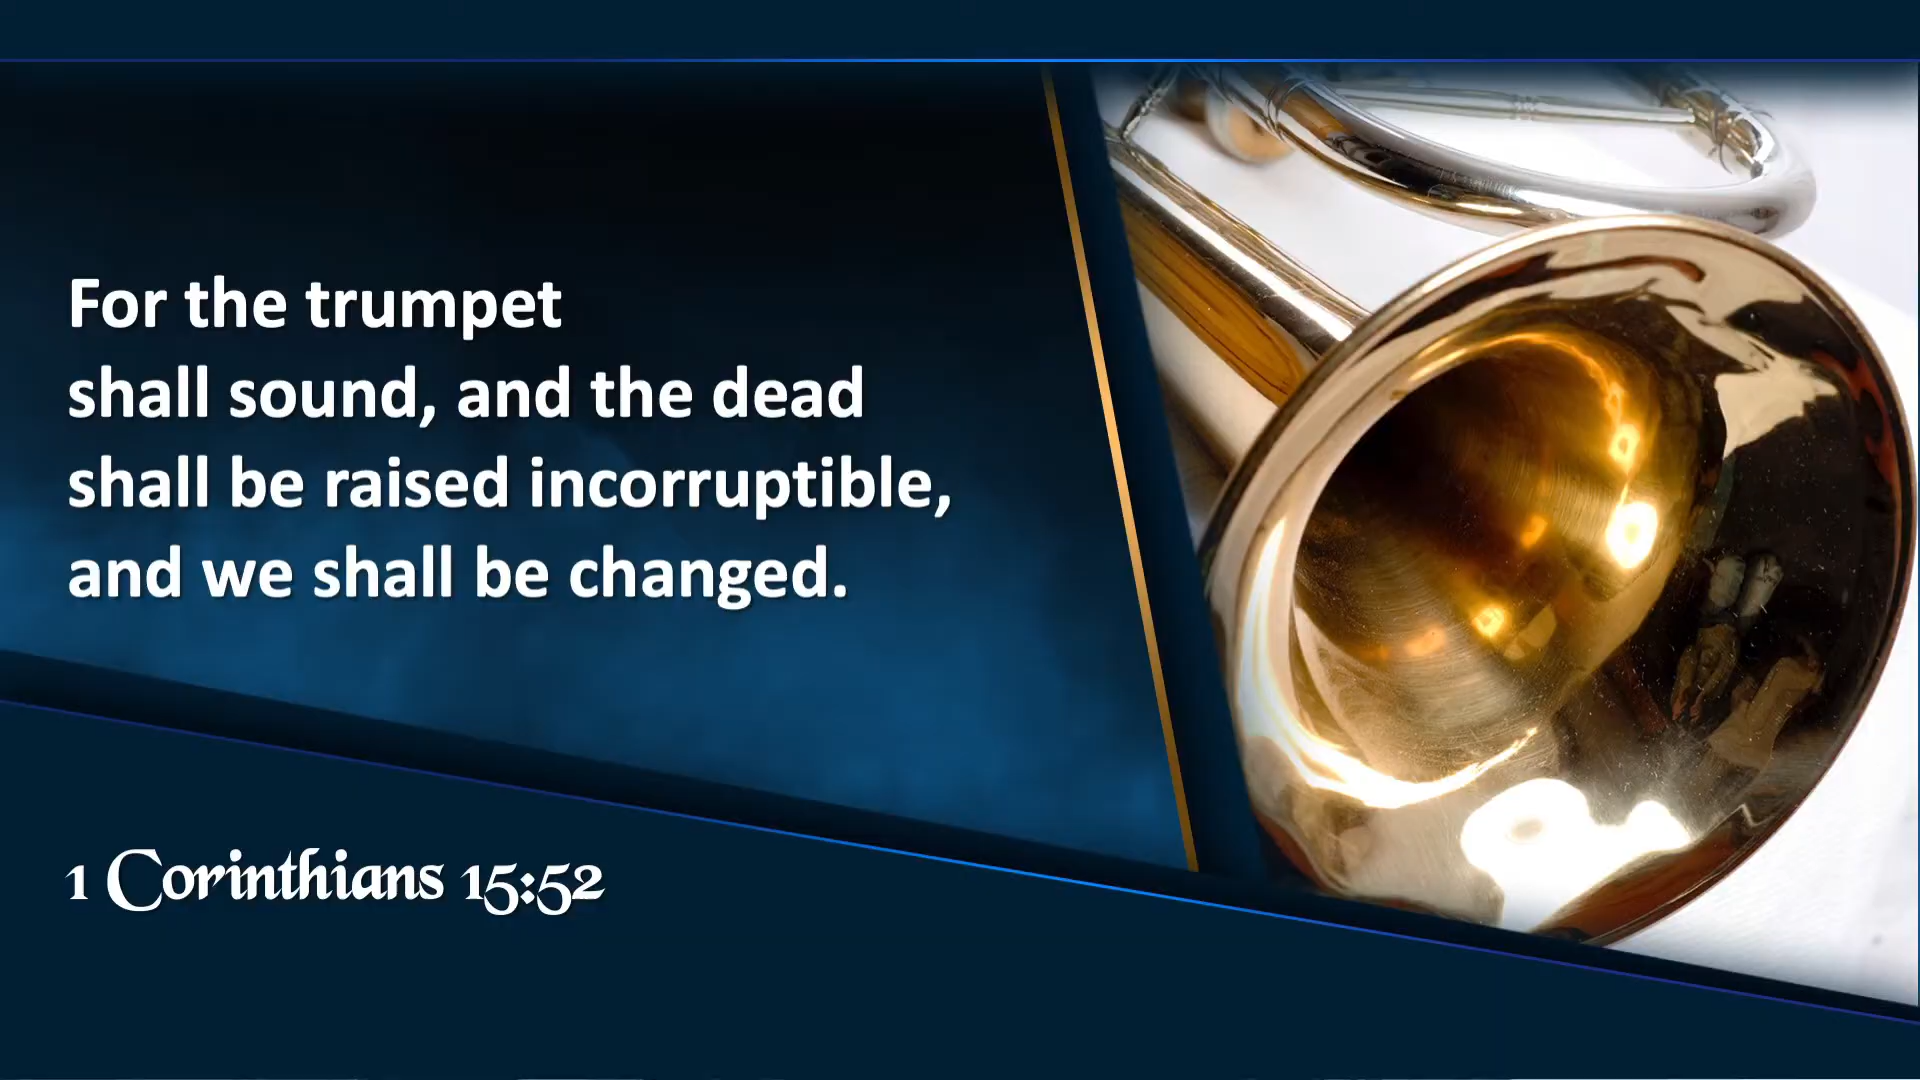 For the trumpet
shall sound, and the dead
shall be raised incorruptible,
and we shall be changed.
1 Corinthians 15:52